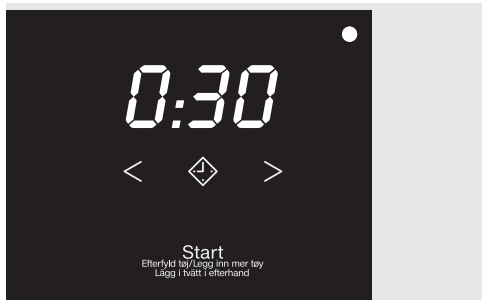 0:30
< >
Start
Efterfyld tøj/Legg inn mer tøy
Lägg i tvätt i efterhand